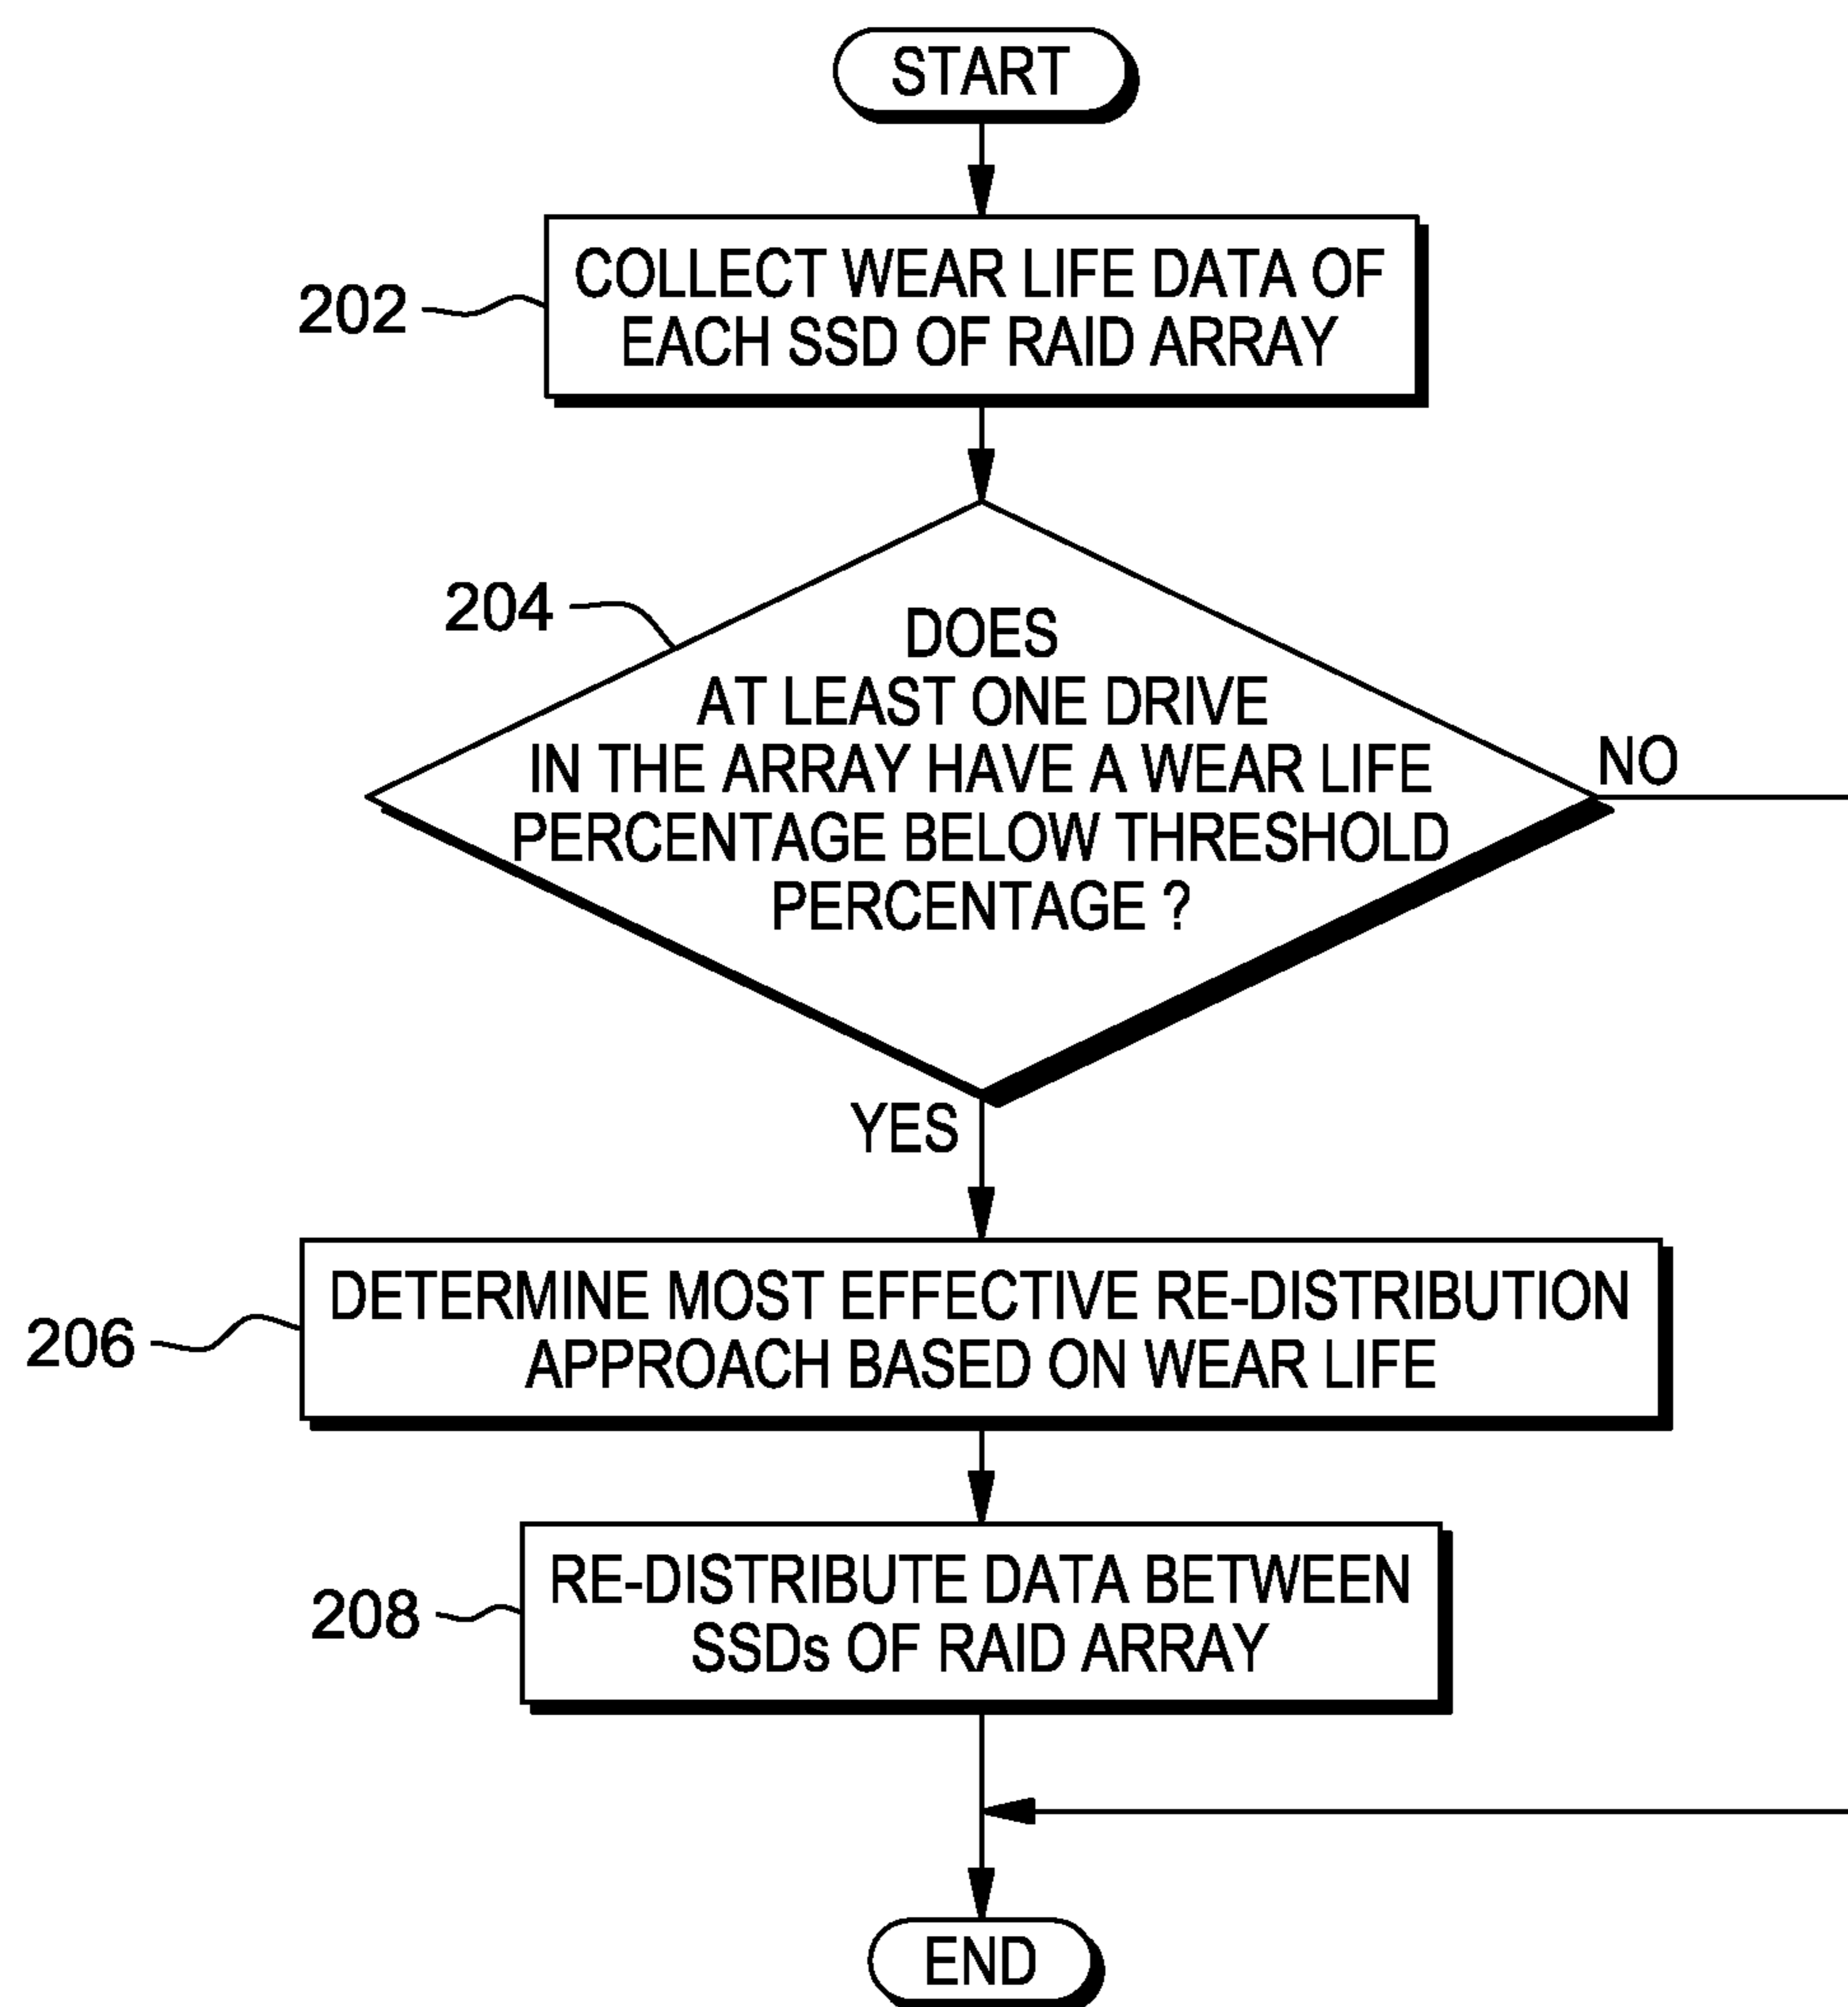 START
202
COLLECT WEAR LIFE DATA OF
EACH SSD OF RAID ARRAY
204
DOES
AT LEAST ONE DRIVE
IN THE ARRAY HAVE A WEAR LIFE
PERCENTAGE BELOW THRESHOLD
PERCENTAGE ?
NO
YES
206
DETERMINE MOST EFFECTIVE RE-DISTRIBUTION
APPROACH BASED ON WEAR LIFE
208
RE-DISTRIBUTE DATA BETWEEN
SSDs OF RAID ARRAY
END